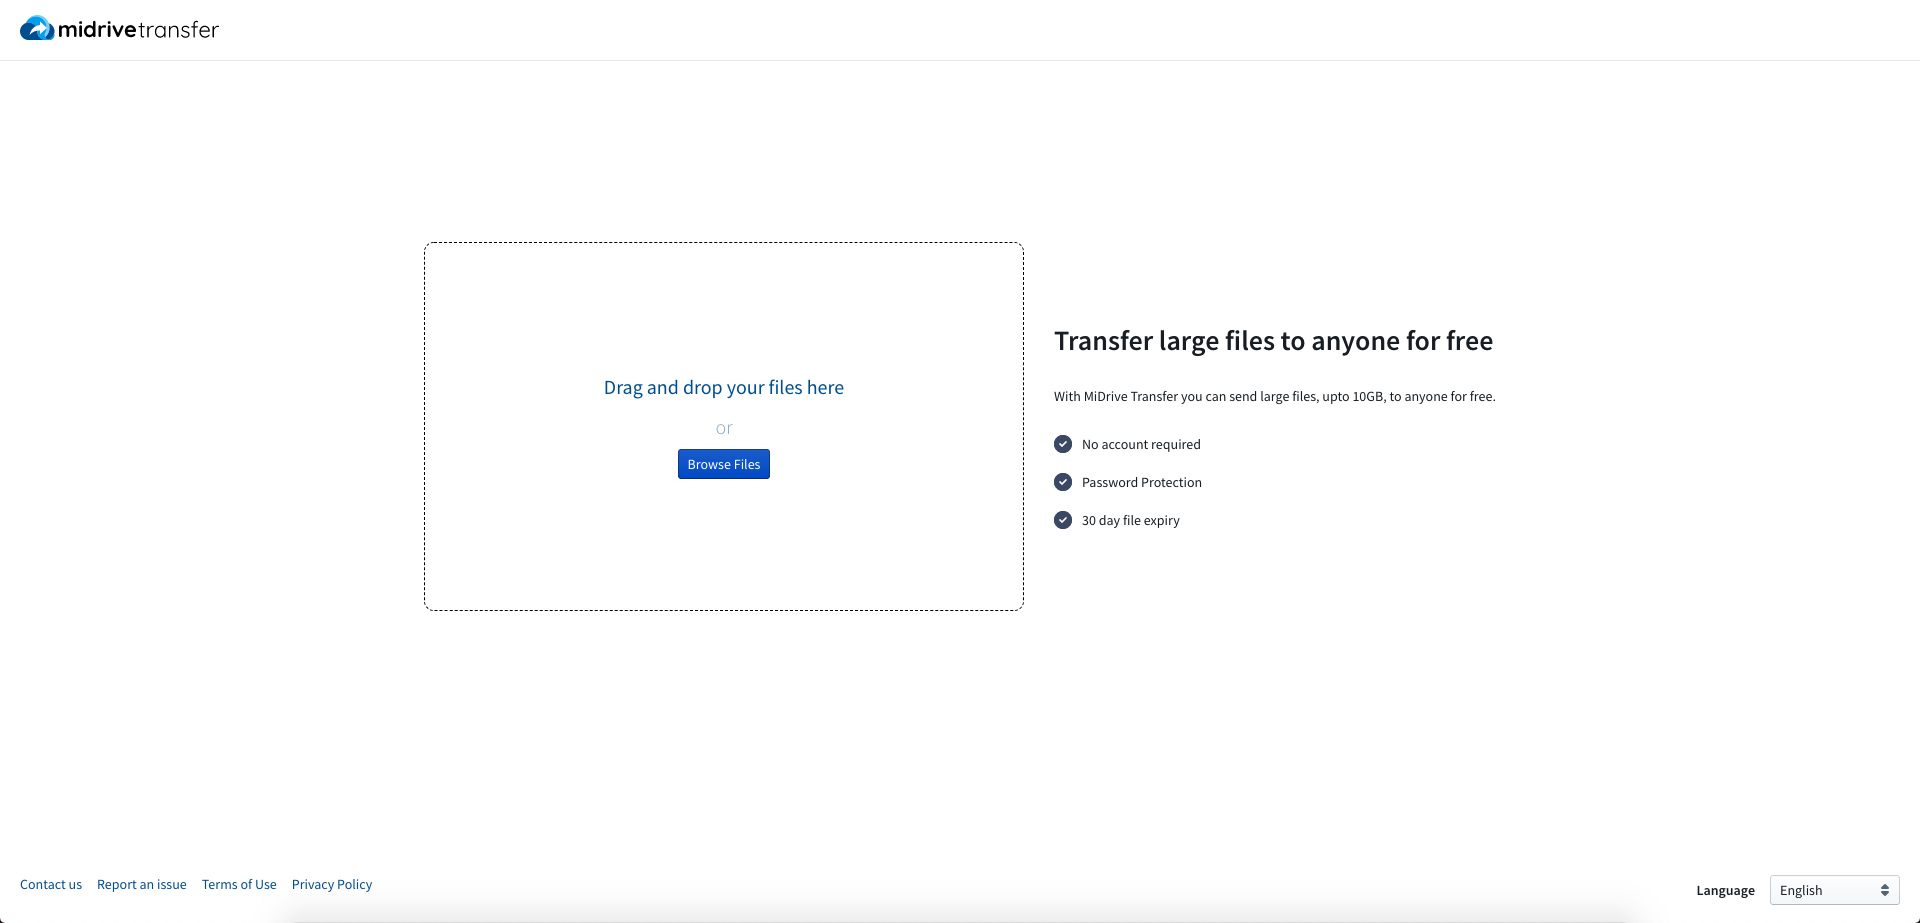 midrivetransfer
Drag and drop your files here
or
Browse Files
Transfer large files to anyone for free
With MiDrive Transfer you can send large files, upto 10GB, to anyone for free.
No account required
Password Protection
30 day file expiry
Contact us Report an issue Terms of Use Privacy Policy
Language English